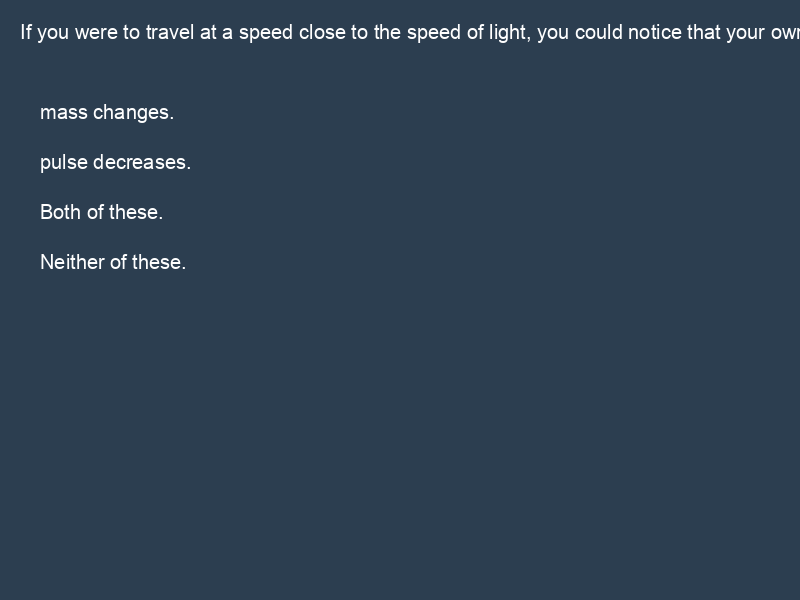 If you were to travel at a speed close to the speed of light, you could notice that your own
mass changes.
pulse decreases.
Both of these.
Neither of these.